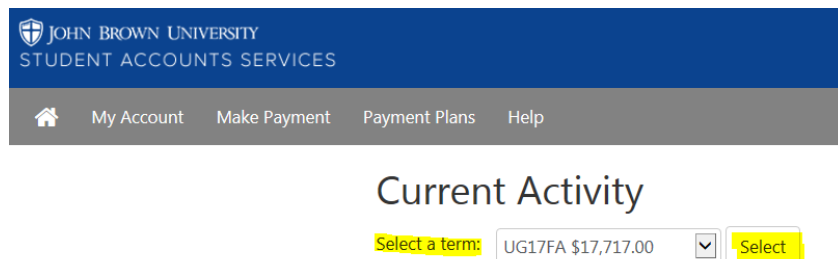 JOHN BROWN UNIVERSITY
STUDENT ACCOUNTS SERVICES
My Account Make Payment Payment Plans Help
Current Activity
Select a term: UG17FA $17,717.00 Select